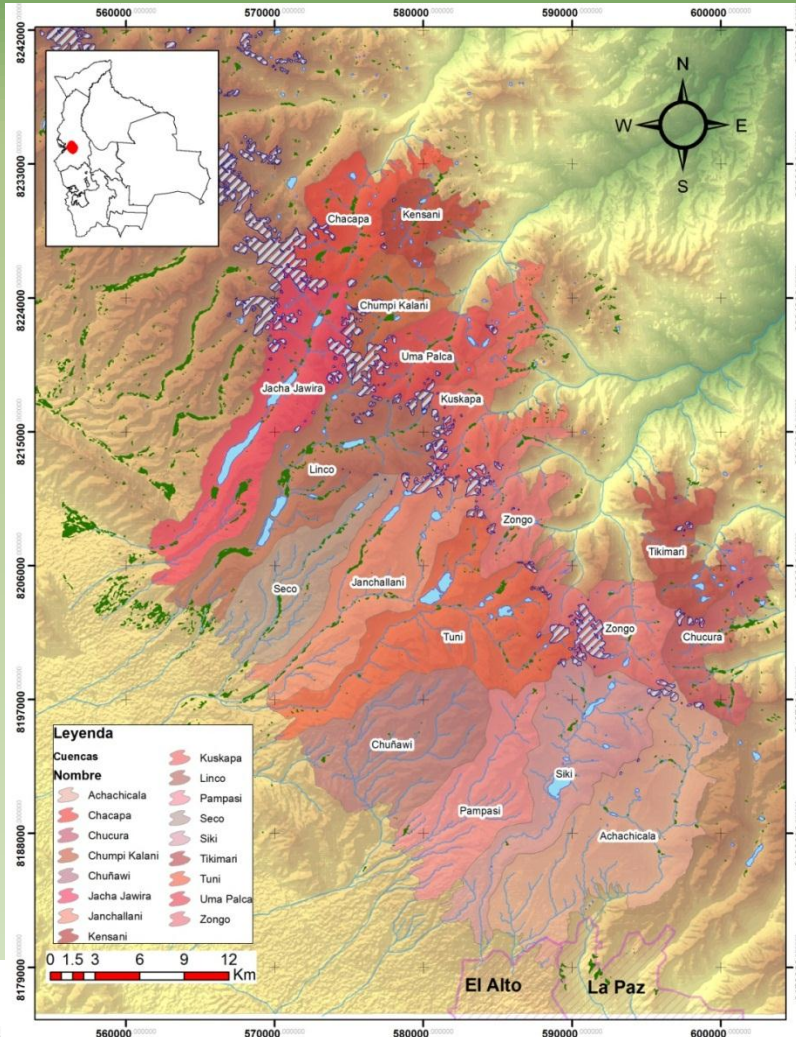 560000 570000 580000 590000 600000
8242000
8233000
8224000
8215000
8206000
8197000
8188000
8179000
N
W E
S
Chacapa
Kensani
Chumpi Kalani
Uma Palca
Jacha Jawira
Kuskapa
Linco
Zongo
Tikimari
Seco
Janchallani
Tuni
Zongo
Chucura
Chuñawi
Siki
Pampasi
Achachicala
El Alto
La Paz
Leyenda
Cuencas
Nombre
Achachicala
Chacapa
Chucura
Chumpi Kalani
Chuñawi
Jacha Jawira
Janchallani
Kensani
Kuskapa
Linco
Pampasi
Seco
Siki
Tikimari
Tuni
Uma Palca
Zongo
0 1.5 3 6 9 12
Km
560000 570000 580000 590000 600000